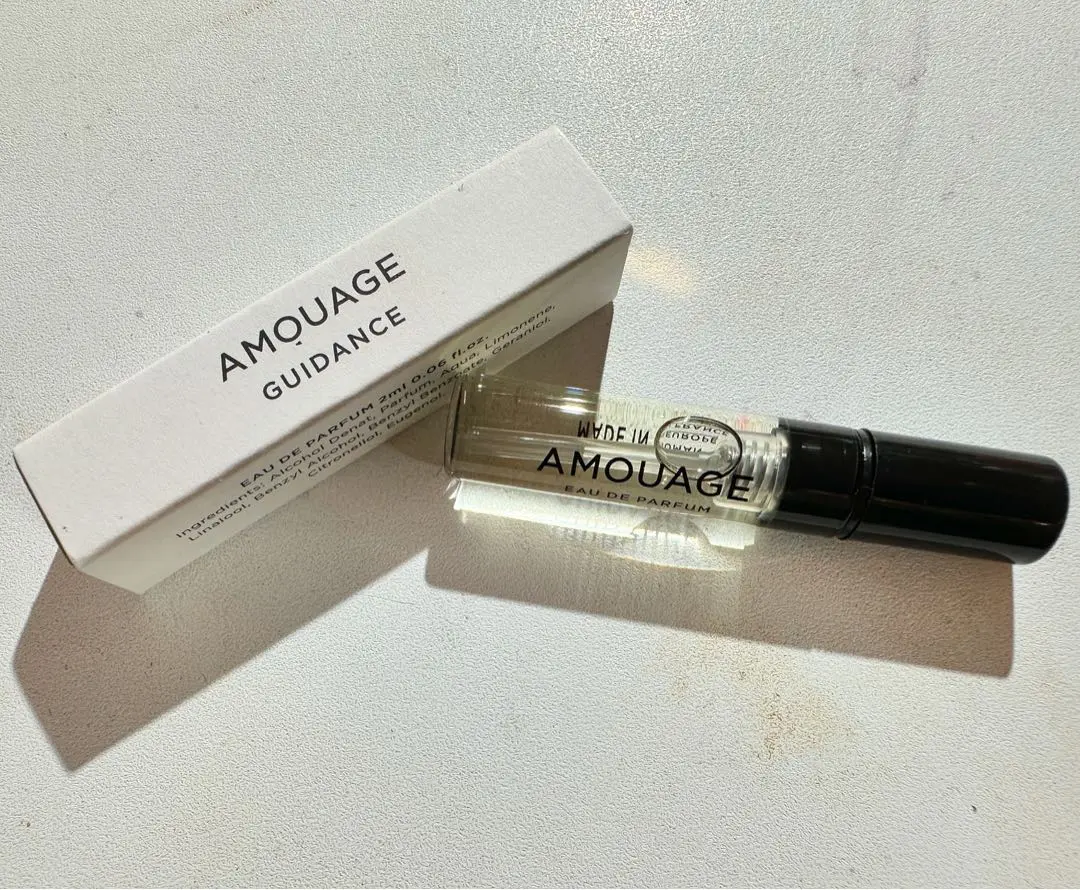 AMOUAGE
GUIDANCE
EAU DE PARFUM 2ml 0.06 fl.oz.
Ingredients: Alcohol Denat, Parfum, Aqua, Limonene,
Linalool, Benzyl Alcohol, Benzyl Benzoate, Geraniol,
Citronellol, Eugenol.
MADE IN
FRANCE
EUROPE
OMAN
AMOUAGE
EAU DE PARFUM